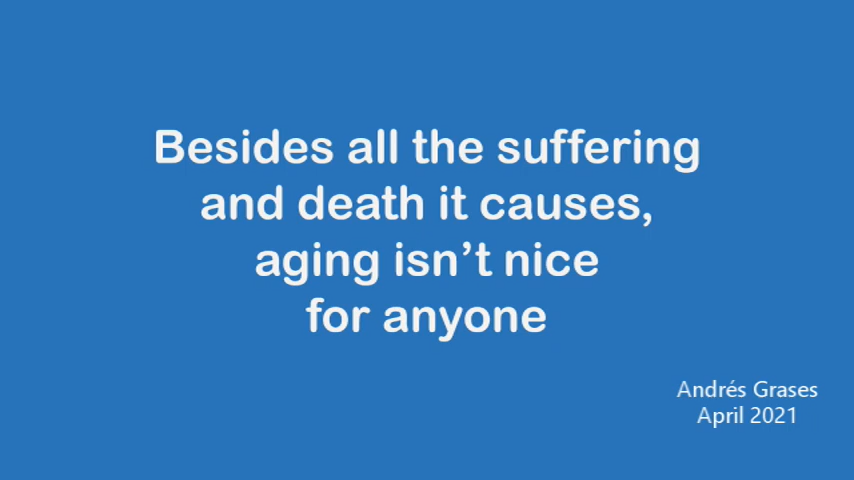 Besides all the suffering
and death it causes,
aging isn’t nice
for anyone
Andrés Grases
April 2021